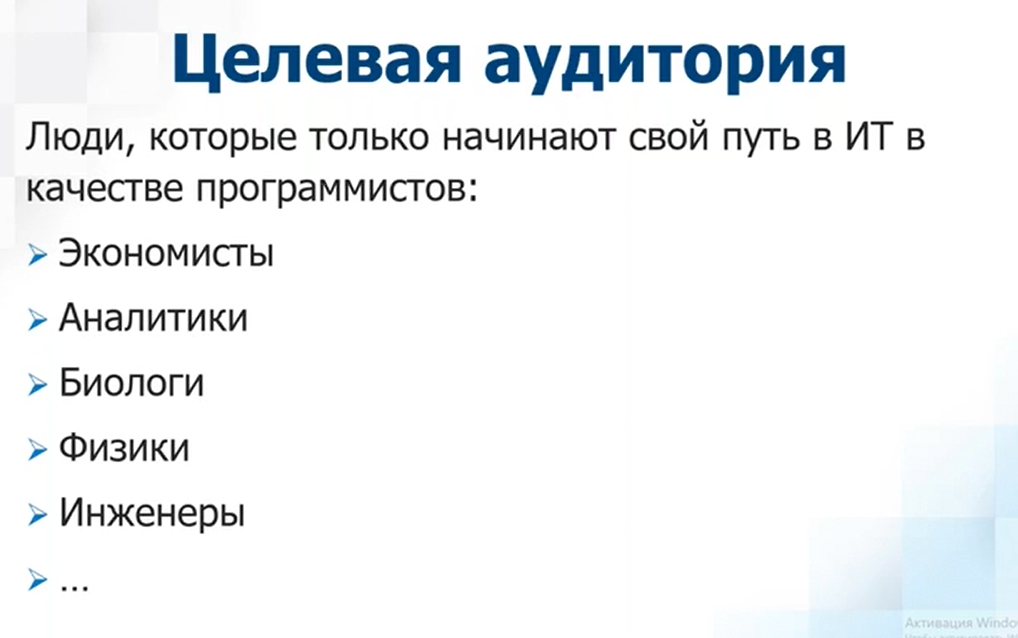 Целевая аудитория
Люди, которые только начинают свой путь в ИТ в
качестве программистов:
Экономисты
Аналитики
Биологи
Физики
Инженеры
...
Активация Windo